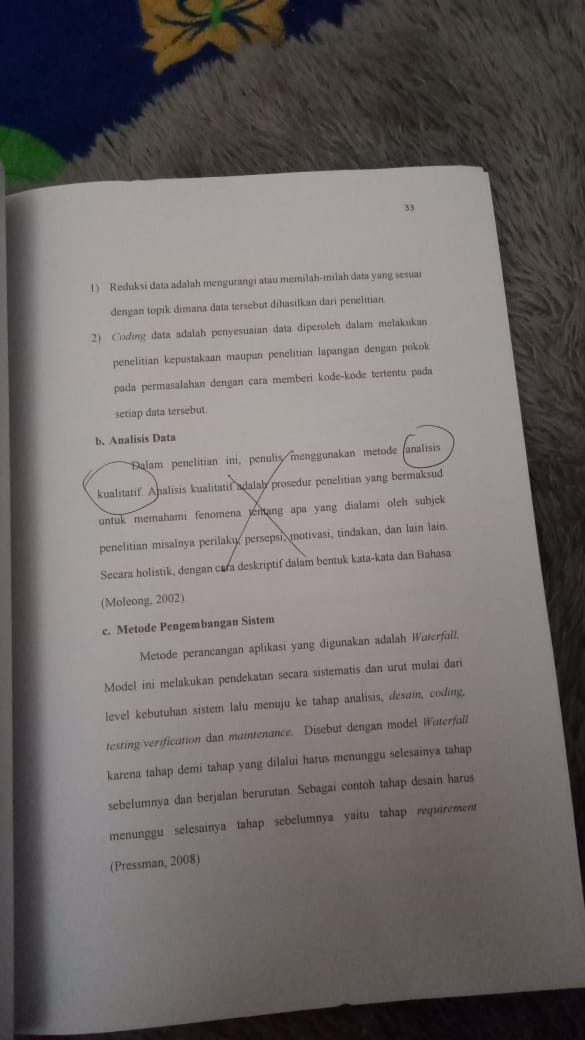 33
1) Reduksi data adalah mengurangi atau memilah-milah data yang sesuai
dengan topik dimana data tersebut dihasilkan dari penelitian
2) Coding data adalah penyesuaian data diperoleh dalam melakukan
penelitian kepustakaan maupun penelitian lapangan dengan pokok
pada permasalahan dengan cara memberi kode-kode tertentu pada
setiap data tersebut.
b. Analisis Data
Dalam penelitian ini, penulis menggunakan metode analisis
kualitatif. Analisis kualitatif adalah prosedur penelitian yang bermaksud
untuk memahami fenomena tentang apa yang dialami oleh subjek
penelitian misalnya perilaku, persepsi, motivasi, tindakan, dan lain lain.
Secara holistik, dengan cara deskriptif dalam bentuk kata-kata dan Bahasa
(Moleong, 2002).
c. Metode Pengembangan Sistem
Metode perancangan aplikasi yang digunakan adalah Waterfall.
Model ini melakukan pendekatan secara sistematis dan urut mulai dari
level kebutuhan sistem lalu menuju ke tahap analisis, desain, coding,
testing/verification dan maintenance. Disebut dengan model Waterfall
karena tahap demi tahap yang dilalui harus menunggu selesainya tahap
sebelumnya dan berjalan berurutan. Sebagai contoh tahap desain harus
menunggu selesainya tahap sebelumnya yaitu tahap requirement
(Pressman, 2008)